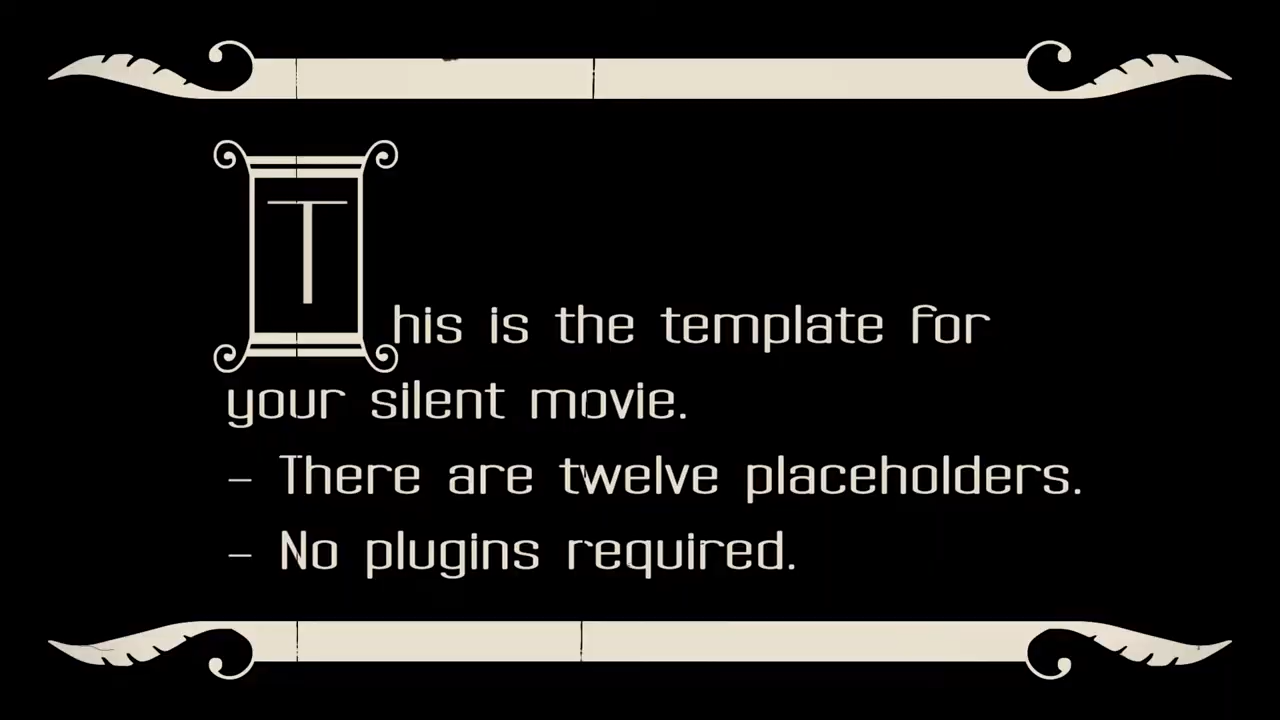 This is the template for
your silent movie.
– There are twelve placeholders.
– No plugins required.